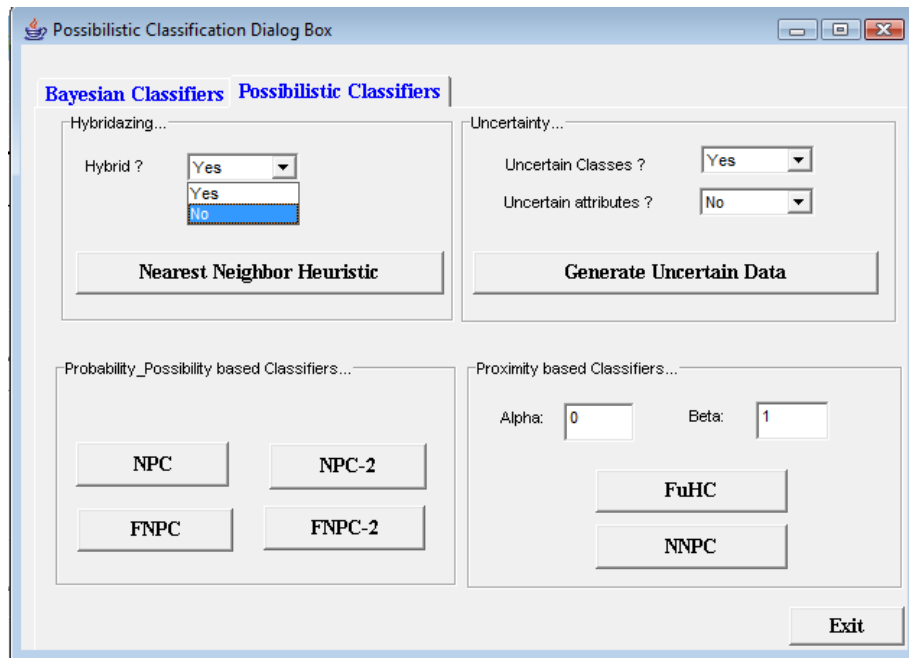 Possibilistic Classification Dialog Box
Bayesian Classifiers Possibilistic Classifiers
Hybridazing...
Hybrid ? Yes
Yes
No
Nearest Neighbor Heuristic
Uncertainty...
Uncertain Classes ? Yes
Uncertain attributes ? No
Generate Uncertain Data
Probability_Possibility based Classifiers...
NPC NPC-2
FNPC FNPC-2
Proximity based Classifiers...
Alpha: 0 Beta: 1
FuHC
NNPC
Exit